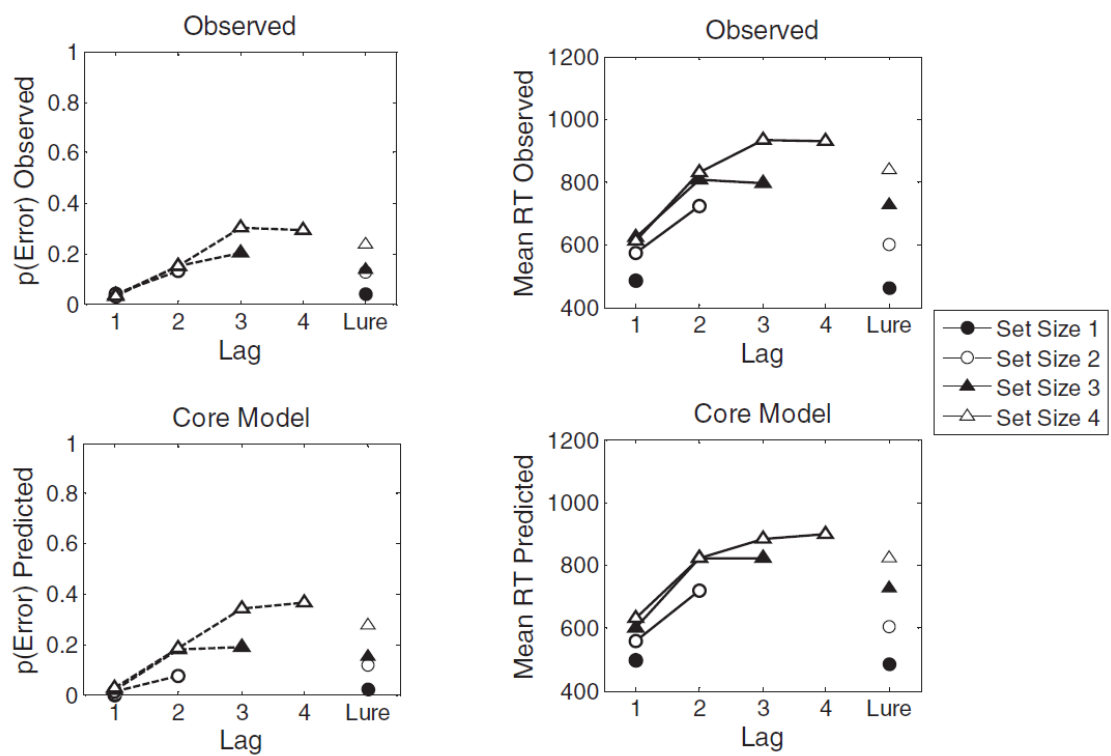 Observed
1
0.8
0.6
0.4
0.2
0
p(Error) Observed
1 2 3 4 Lure
Lag
Observed
1200
1000
800
600
400
Mean RT Observed
1 2 3 4 Lure
Lag
Set Size 1
Set Size 2
Set Size 3
Set Size 4
Core Model
1
0.8
0.6
0.4
0.2
0
p(Error) Predicted
1 2 3 4 Lure
Lag
Core Model
1200
1000
800
600
400
Mean RT Predicted
1 2 3 4 Lure
Lag